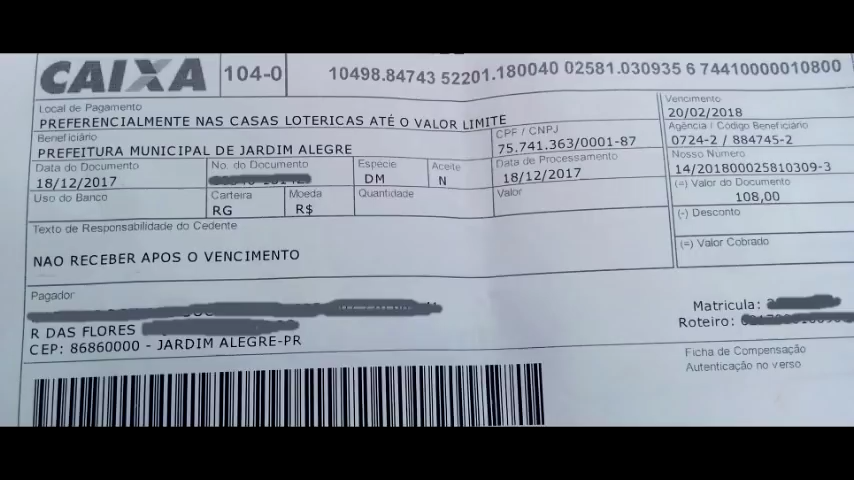 CAIXA 104-0 10498.84743 52201.180040 02581.030935 6 74410000010800
Local de Pagamento
PREFERENCIALMENTE NAS CASAS LOTERICAS ATÉ O VALOR LIMITE
Vencimento
20/02/2018
Beneficiário
PREFEITURA MUNICIPAL DE JARDIM ALEGRE
CPF / CNPJ
75.741.363/0001-87
Agência / Código Beneficiário
0724-2 / 884745-2
Data do Documento
18/12/2017
No. do Documento
Espécie
DM
Aceite
N
Data de Processamento
18/12/2017
Nosso Numero
14/201800025810309-3
Uso do Banco
Carteira
RG
Moeda
R$
Quantidade
Valor
(=) Valor do Documento
108,00
Texto de Responsabilidade do Cedente
(-) Desconto
NAO RECEBER APOS O VENCIMENTO
(=) Valor Cobrado
Pagador
R DAS FLORES
CEP: 86860000 - JARDIM ALEGRE-PR
Matricula:
Roteiro:
Ficha de Compensação
Autenticação no verso